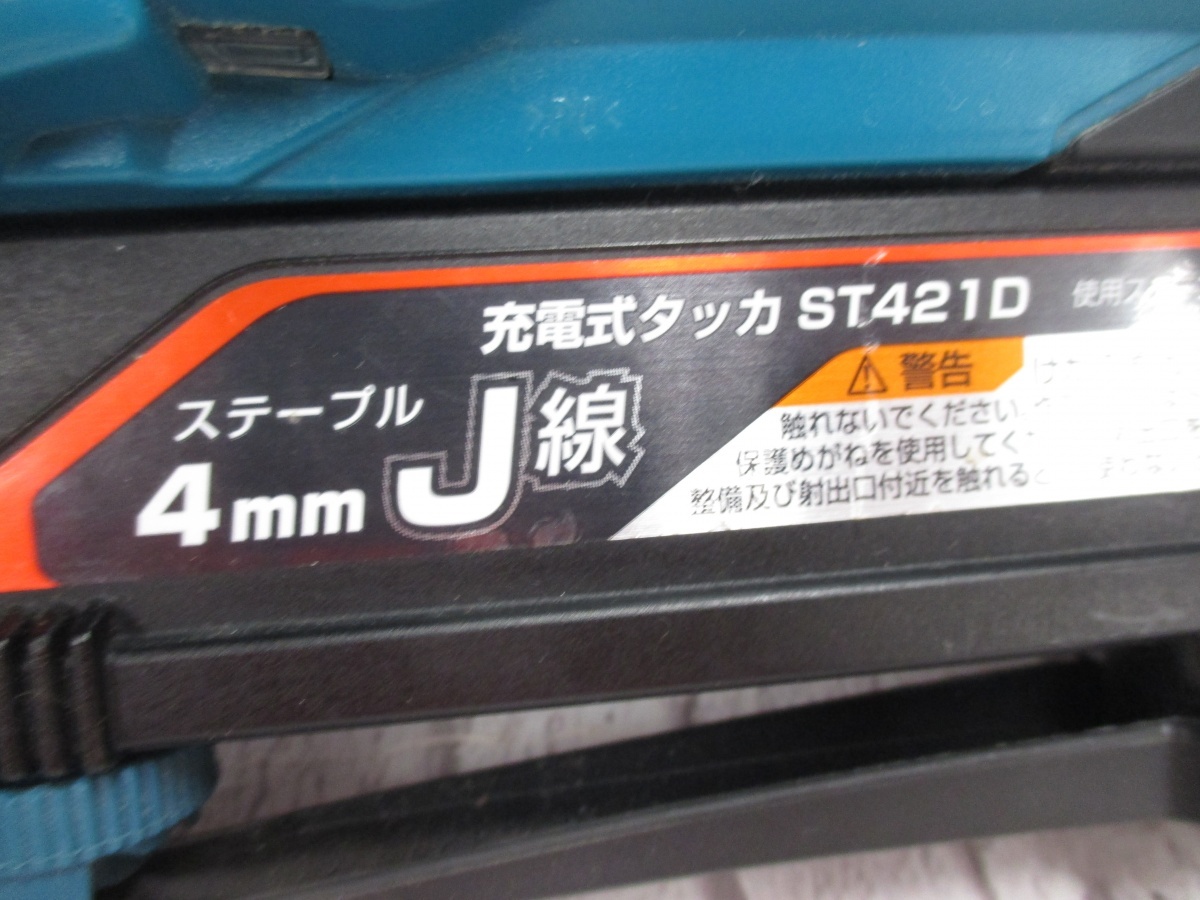 充電式タッカ ST421D 使用ス
ステープル
4mm J線
警告
触れないでください
保護めがねを使用してく
整備及び射出口付近を触れると